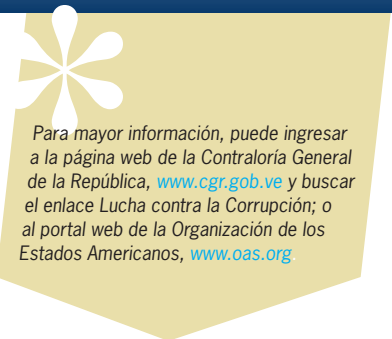 Para mayor información, puede ingresar
a la página web de la Contraloría General
de la República, www.cgr.gob.ve y buscar
el enlace Lucha contra la Corrupción; o
al portal web de la Organización de los
Estados Americanos, www.oas.org.